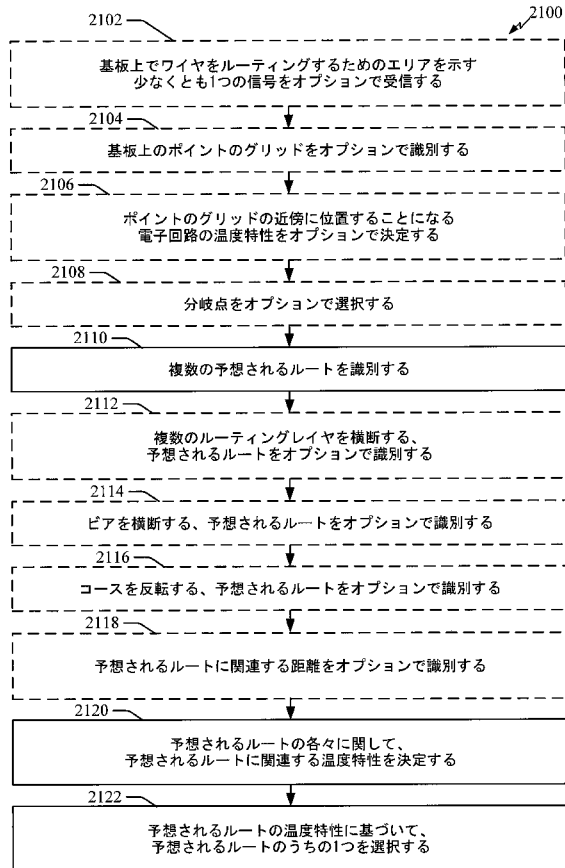 2100
2102
基板上でワイヤをルーティングするためのエリアを示す
少なくとも1つの信号をオプションで受信する
2104
基板上のポイントのグリッドをオプションで識別する
2106
ポイントのグリッドの近傍に位置することになる
電子回路の温度特性をオプションで決定する
2108
分岐点をオプションで選択する
2110
複数の予想されるルートを識別する
2112
複数のルーティングレイヤを横断する、
予想されるルートをオプションで識別する
2114
ビアを横断する、予想されるルートをオプションで識別する
2116
コースを反転する、予想されるルートをオプションで識別する
2118
予想されるルートに関連する距離をオプションで識別する
2120
予想されるルートの各々に関して、
予想されるルートに関連する温度特性を決定する
2122
予想されるルートの温度特性に基づいて、
予想されるルートのうちの1つを選択する